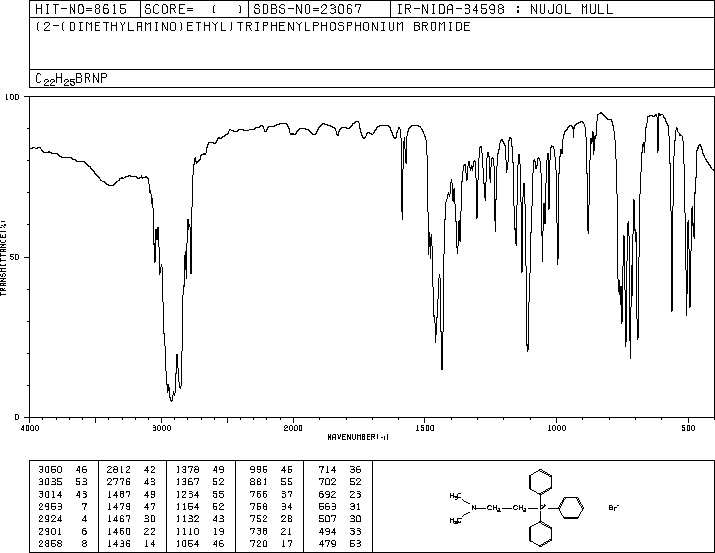 HIT-NO=8615 SCORE= ( ) SDBS-NO=23067 IR-NIDA-34598 : NUJOL MULL
(2-(DIMETHYLAMINO)ETHYL)TRIPHENYLPHOSPHONIUM BROMIDE
C22H25BRNP
100
50
0
TRANSMITTANCE(%)
4000 3000 2000 1500 1000 500
WAVENUMBER(-1)
3060 46 2812 42 1378 49 996 46 714 36
3035 53 2776 43 1367 52 881 55 702 52
3014 43 1487 49 1234 55 766 37 692 23
2953 7 1479 47 1154 52 758 34 563 31
2924 4 1467 30 1132 43 752 28 507 30
2901 6 1460 22 1110 19 738 21 494 33
2858 8 1436 14 1054 46 720 17 479 53
H3C
N
CH2
CH2
P+
Br-
H3C